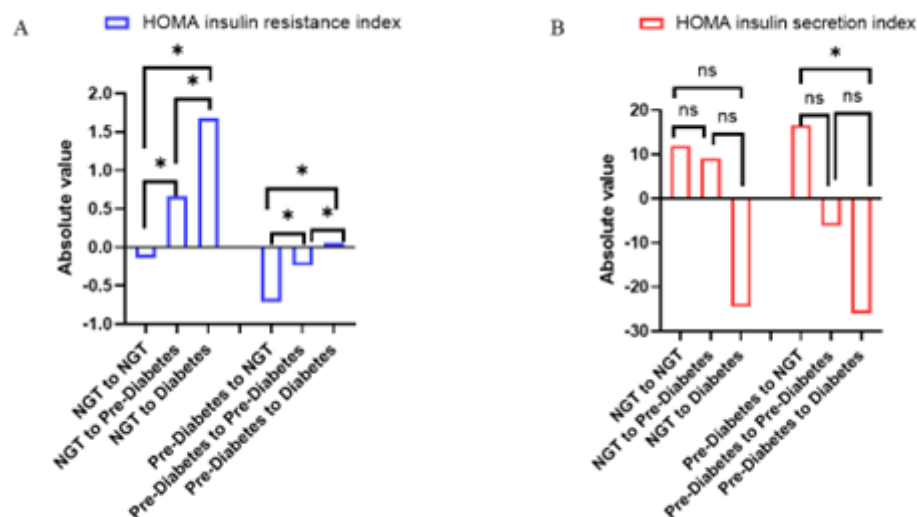 A
HOMA insulin resistance index
*
*
*
*
*
*
Absolute value
2.0
1.5
1.0
0.5
0.0
-0.5
-1.0
NGT to NGT
NGT to Pre-Diabetes
NGT to Diabetes
Pre-Diabetes to NGT
Pre-Diabetes to Pre-Diabetes
Pre-Diabetes to Diabetes
B
HOMA insulin secretion index
ns
*
ns
ns
ns
ns
Absolute value
20
10
0
-10
-20
-30
NGT to NGT
NGT to Pre-Diabetes
NGT to Diabetes
Pre-Diabetes to NGT
Pre-Diabetes to Pre-Diabetes
Pre-Diabetes to Diabetes